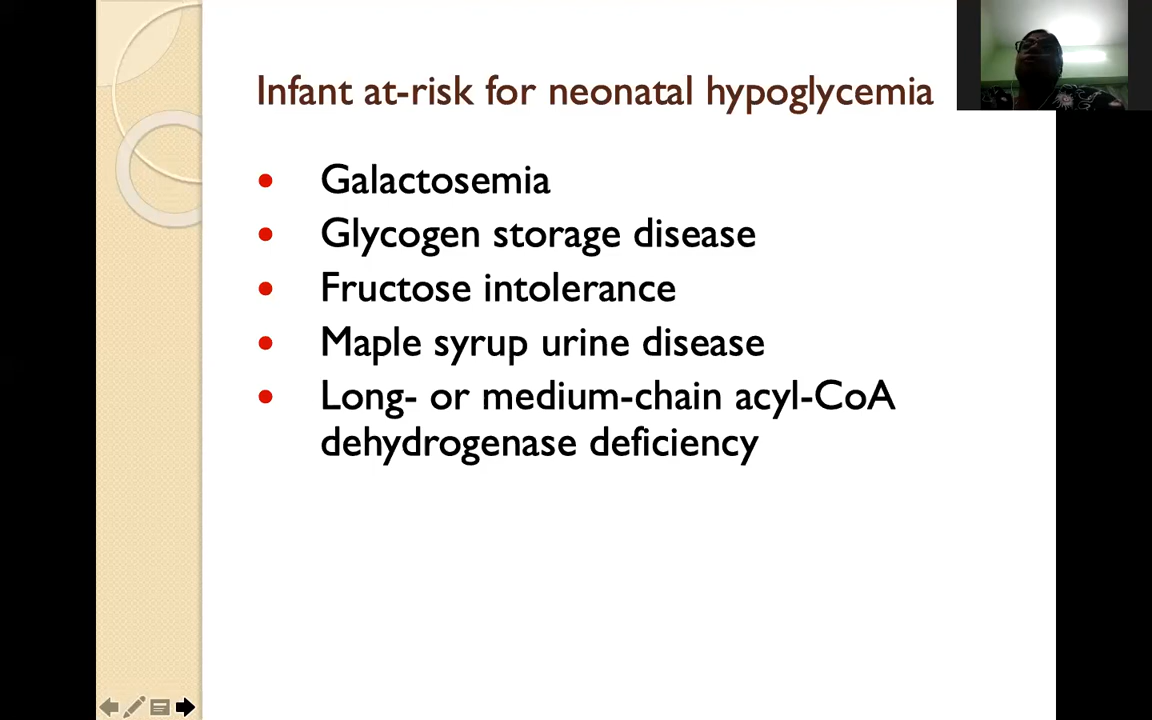 Infant at-risk for neonatal hypoglycemia
• Galactosemia
• Glycogen storage disease
• Fructose intolerance
• Maple syrup urine disease
• Long- or medium-chain acyl-CoA
dehydrogenase deficiency